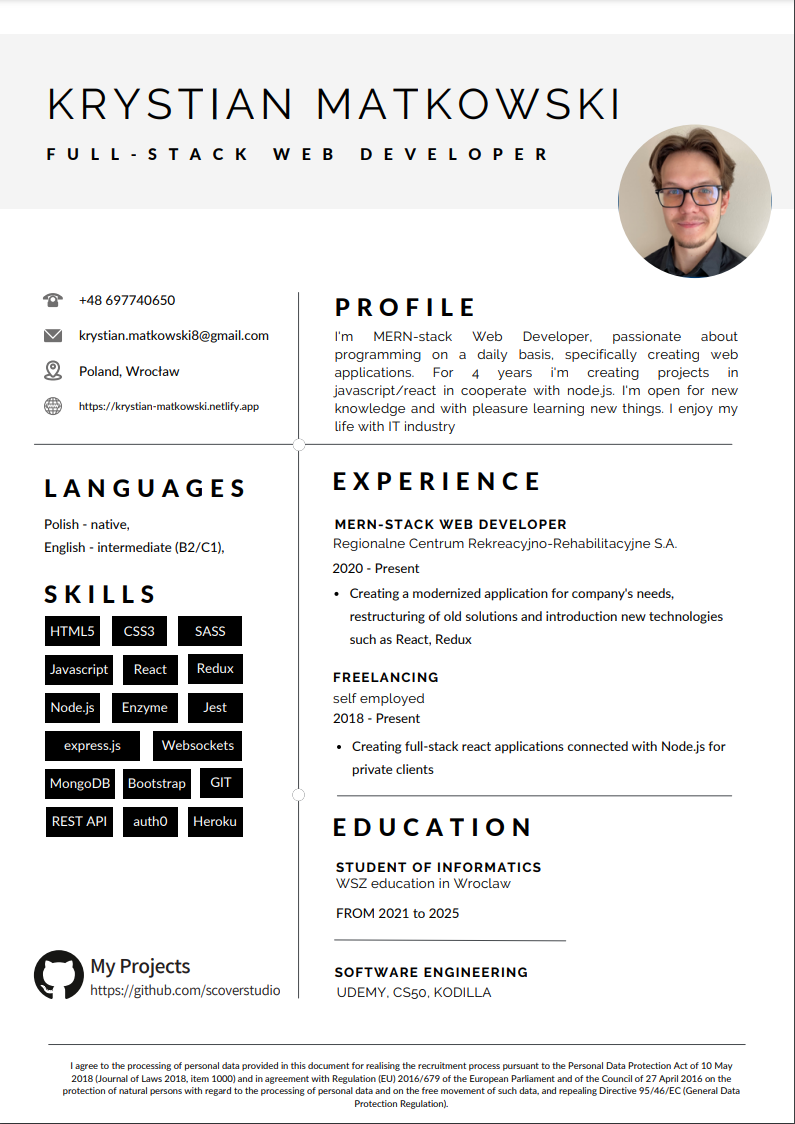 KRYSTIAN MATKOWSKI
FULL-STACK WEB DEVELOPER
+48 697740650
krystian.matkowski8@gmail.com
Poland, Wrocław
https://krystian-matkowski.netlify.app
PROFILE
I'm MERN-stack Web Developer, passionate about
programming on a daily basis, specifically creating web
applications. For 4 years i'm creating projects in
javascript/react in cooperate with node.js. I'm open for new
knowledge and with pleasure learning new things. I enjoy my
life with IT industry
LANGUAGES
Polish - native,
English - intermediate (B2/C1),
SKILLS
HTML5 CSS3 SASS
Javascript React Redux
Node.js Enzyme Jest
express.js Websockets
MongoDB Bootstrap GIT
REST API auth0 Heroku
My Projects
https://github.com/scoverstudio
EXPERIENCE
MERN-STACK WEB DEVELOPER
Regionalne Centrum Rekreacyjno-Rehabilitacyjne S.A.
2020 - Present
• Creating a modernized application for company's needs,
restructuring of old solutions and introduction new technologies
such as React, Redux
FREELANCING
self employed
2018 - Present
• Creating full-stack react applications connected with Node.js for
private clients
EDUCATION
STUDENT OF INFORMATICS
WSZ education in Wroclaw
FROM 2021 to 2025
SOFTWARE ENGINEERING
UDEMY, CS50, KODILLA
I agree to the processing of personal data provided in this document for realising the recruitment process pursuant to the Personal Data Protection Act of 10 May
2018 (Journal of Laws 2018, item 1000) and in agreement with Regulation (EU) 2016/679 of the European Parliament and of the Council of 27 April 2016 on the
protection of natural persons with regard to the processing of personal data and on the free movement of such data, and repealing Directive 95/46/EC (General Data
Protection Regulation).